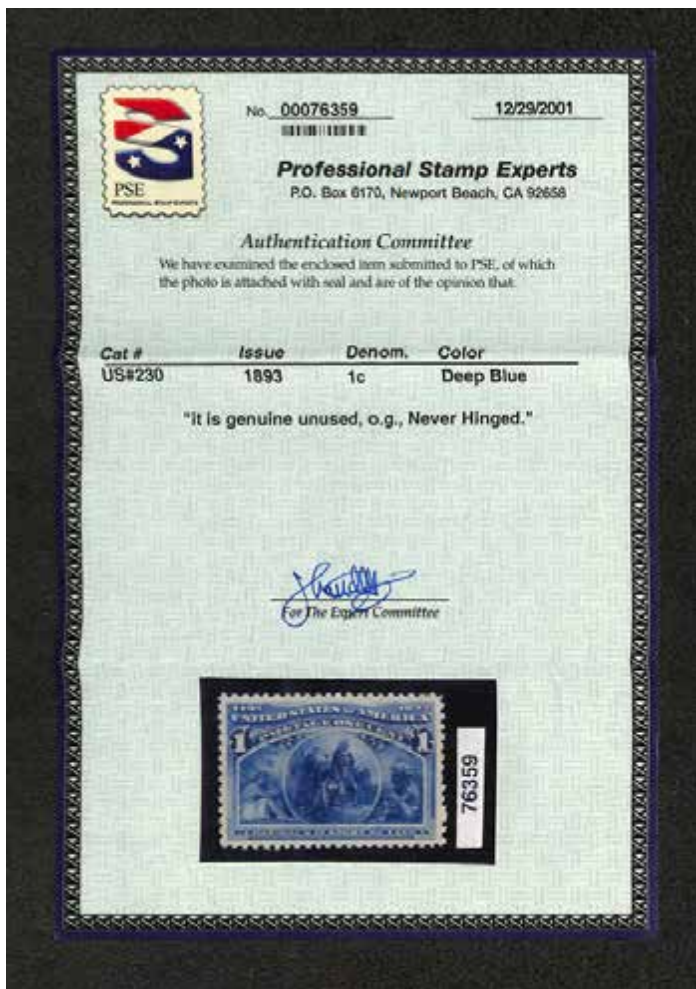 No. 00076359
12/29/2001
Professional Stamp Experts
P.O. Box 6170, Newport Beach, CA 92658
PSE
PROFESSIONAL STAMP EXPERTS
Authentication Committee
We have examined the enclosed item submitted to PSE, of which
the photo is attached with seal and are of the opinion that:
Cat # Issue Denom. Color
US#230 1893 1c Deep Blue
"it is genuine unused, o.g., Never Hinged."
For The Expert Committee
UNITED STATES OF AMERICA
POSTAGE ONE CENT
1 1
76359